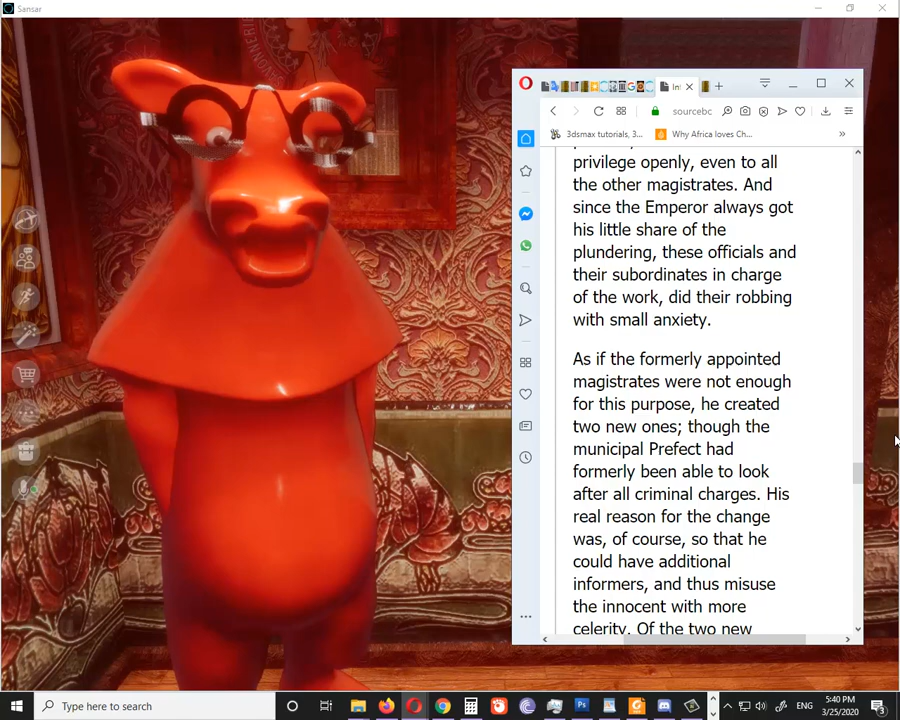 Sansar
In
sourcebc
3dsmax tutorials, 3...
Why Africa loves Ch...
»
privilege openly, even to all
the other magistrates. And
since the Emperor always got
his little share of the
plundering, these officials and
their subordinates in charge
of the work, did their robbing
with small anxiety.
As if the formerly appointed
magistrates were not enough
for this purpose, he created
two new ones; though the
municipal Prefect had
formerly been able to look
after all criminal charges. His
real reason for the change
was, of course, so that he
could have additional
informers, and thus misuse
the innocent with more
celerity. Of the two new
Type here to search
ENG
5:40 PM
3/25/2020
3